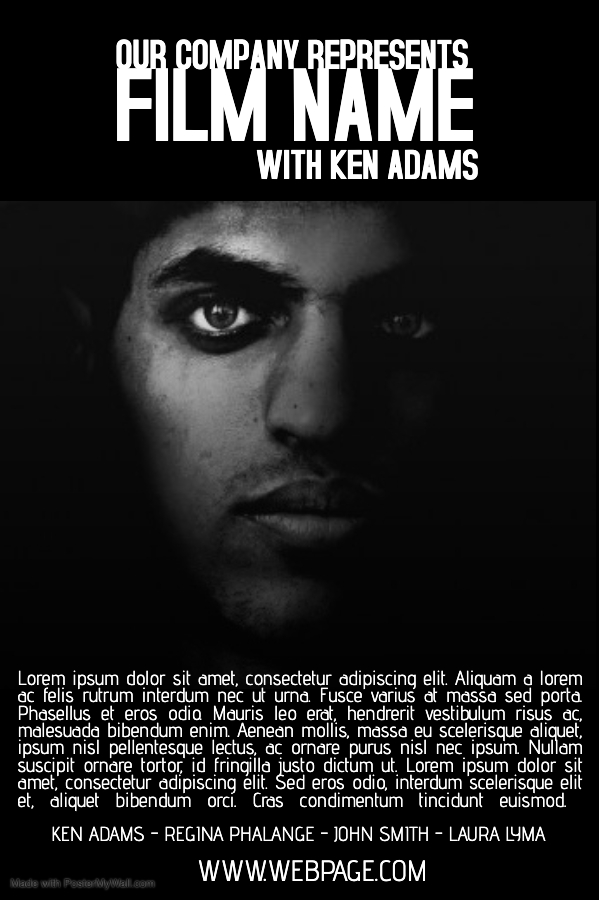 OUR COMPANY REPRESENTS
FILM NAME
WITH KEN ADAMS
Lorem ipsum dolor sit amet, consectetur adipiscing elit. Aliquam a lorem
ac felis rutrum interdum nec ut urna. Fusce varius at massa sed porta.
Phasellus et eros odio. Mauris leo erat, hendrerit vestibulum risus ac,
malesuada bibendum enim. Aenean mollis, massa eu scelerisque aliquet,
ipsum nisl pellentesque lectus, ac ornare purus nisl nec ipsum. Nullam
suscipit ornare tortor, id fringilla justo dictum ut. Lorem ipsum dolor sit
amet, consectetur adipiscing elit. Sed eros odio, interdum scelerisque elit
et, aliquet bibendum orci. Cras condimentum tincidunt euismod.
KEN ADAMS - REGINA PHALANGE - JOHN SMITH - LAURA LYMA
WWW.WEBPAGE.COM
Made with PosterMyWall.com